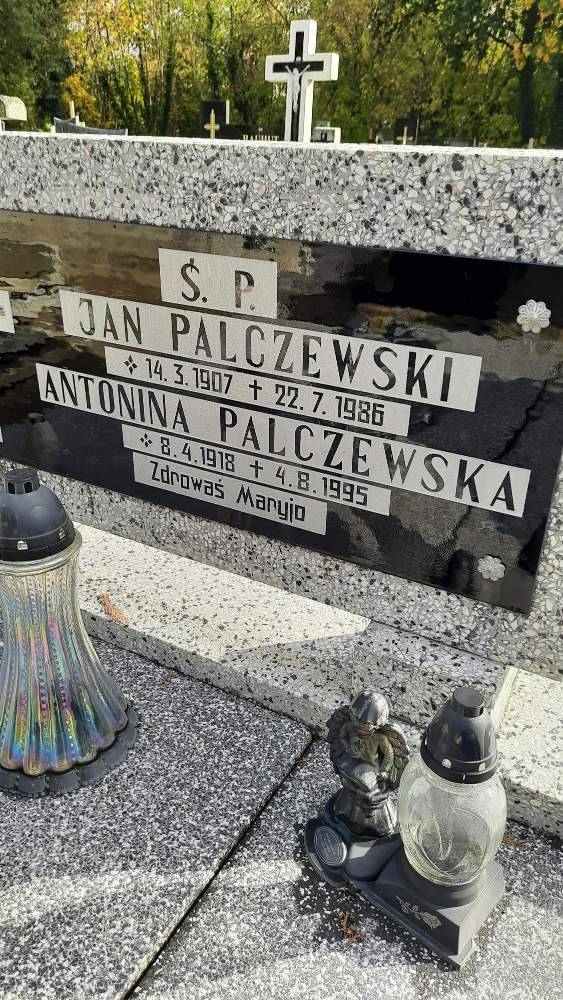 Ś. P.
JAN PALCZEWSKI
14.3.1907 ✝ 22.7.1986
ANTONINA PALCZEWSKA
8.4.1918 ✝ 4.8.1995
Zdrowaś Maryjo